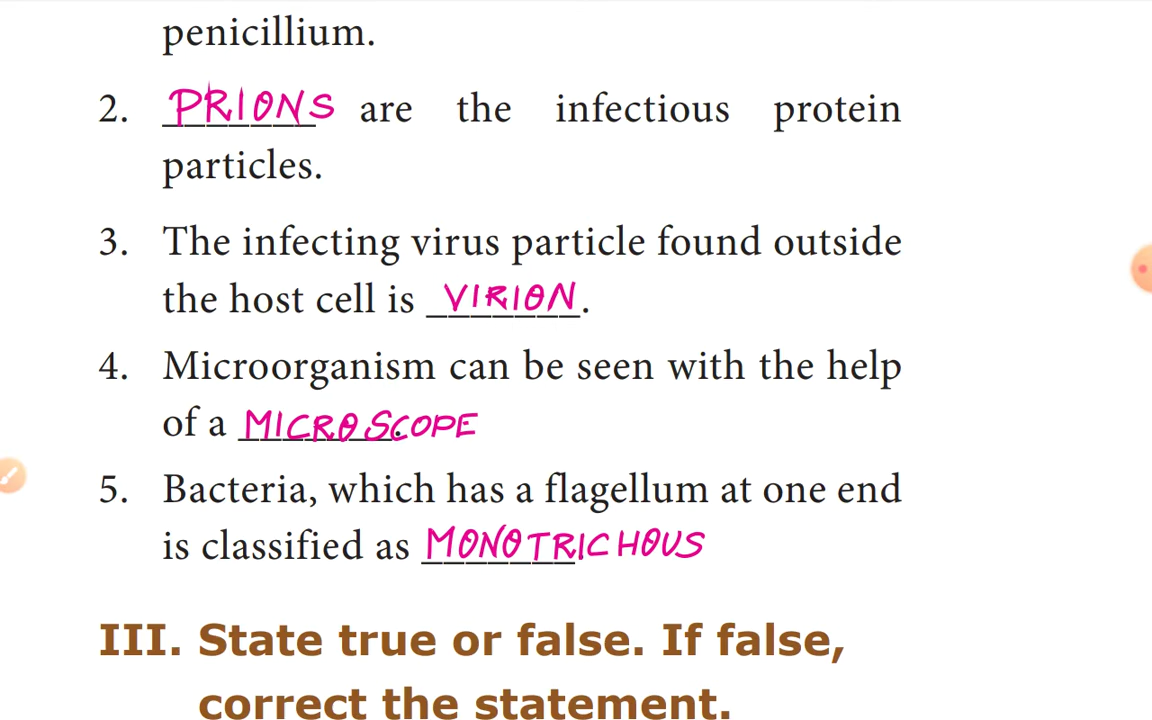 penicillium.
2. PRIONS are the infectious protein
particles.
3. The infecting virus particle found outside
the host cell is VIRION.
4. Microorganism can be seen with the help
of a MICROSCOPE.
5. Bacteria, which has a flagellum at one end
is classified as MONOTRICHOUS
III. State true or false. If false,
correct the statement.